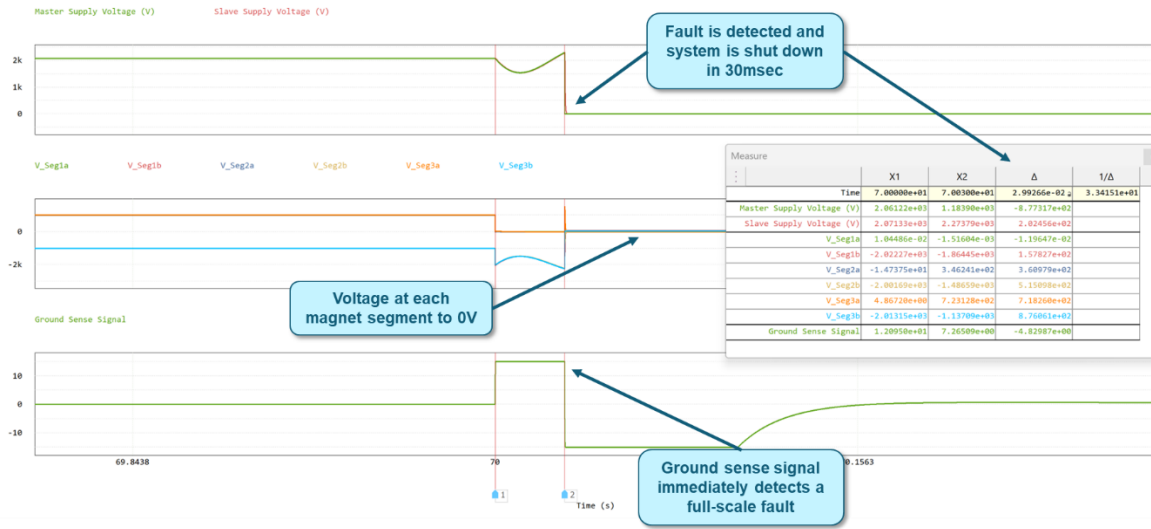 Master Supply Voltage (V) Slave Supply Voltage (V)
Fault is detected and
system is shut down
in 30msec
2k
1k
0
V_Seg1a V_Seg1b V_Seg2a V_Seg2b V_Seg3a V_Seg3b
0
-2k
Measure
X1 X2 Δ 1/Δ
Time 7.00000e+01 7.00300e+01 2.99266e-02 3.34151e+01
Master Supply Voltage (V) 2.06122e+03 1.18390e+03 -8.77317e+02
Slave Supply Voltage (V) 2.07133e+03 2.27379e+03 2.02456e+02
V_Seg1a 1.04486e-02 -1.51604e-03 -1.19647e-02
V_Seg1b -2.02227e+03 -1.86445e+03 1.57827e+02
V_Seg2a -1.47375e+01 3.46241e+02 3.60979e+02
V_Seg2b -2.00169e+03 -1.48659e+03 5.15098e+02
V_Seg3a 4.86720e+00 7.23128e+02 7.18260e+02
V_Seg3b -2.01315e+03 -1.13709e+03 8.76061e+02
Ground Sense Signal 1.20950e+01 7.26509e+00 -4.82987e+00
Voltage at each
magnet segment to 0V
Ground Sense Signal
10
0
-10
69.8438 70 0.1563
1 2
Time (s)
Ground sense signal
immediately detects a
full-scale fault